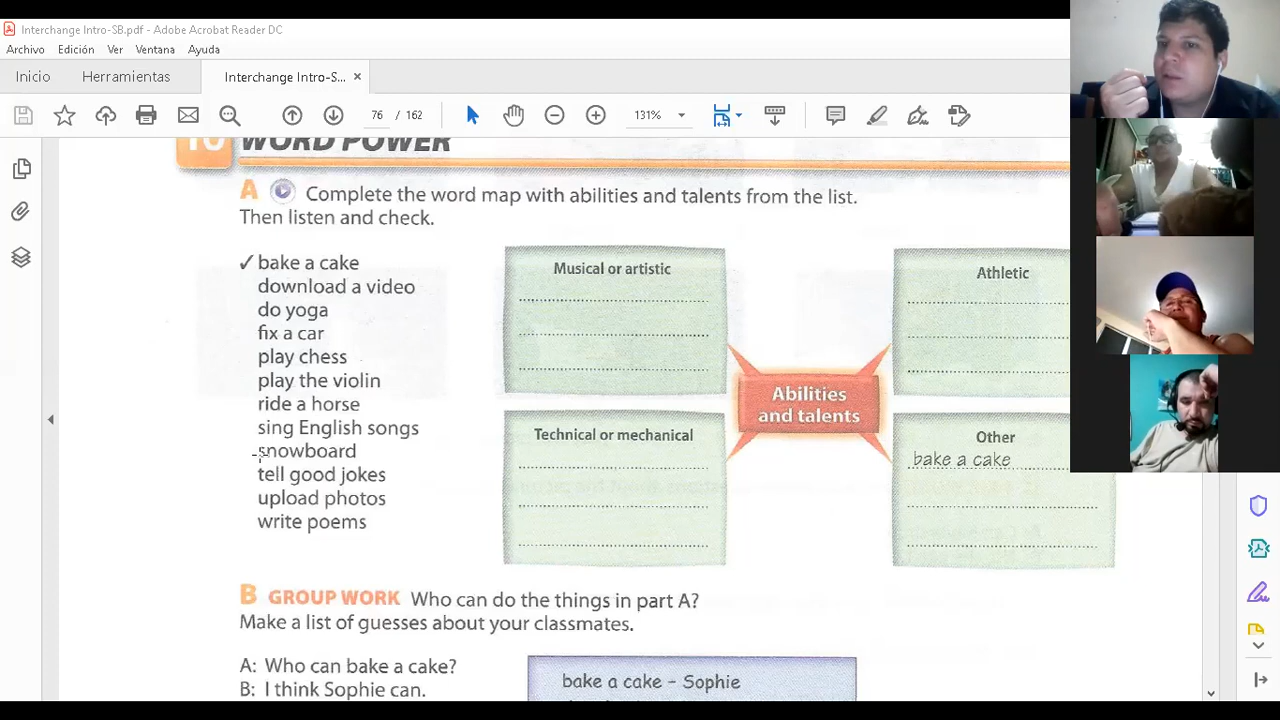 Interchange Intro-SB.pdf - Adobe Acrobat Reader DC
Archivo Edición Ver Ventana Ayuda
Inicio Herramientas Interchange Intro-S... ×
76 / 162 131%
10 WORD POWER
A Complete the word map with abilities and talents from the list.
Then listen and check.
✓ bake a cake
download a video
do yoga
fix a car
play chess
play the violin
ride a horse
sing English songs
snowboard
tell good jokes
upload photos
write poems
Musical or artistic
Athletic
Abilities
and talents
Technical or mechanical
Other
bake a cake
B GROUP WORK Who can do the things in part A?
Make a list of guesses about your classmates.
A: Who can bake a cake?
B: I think Sophie can.
bake a cake – Sophie